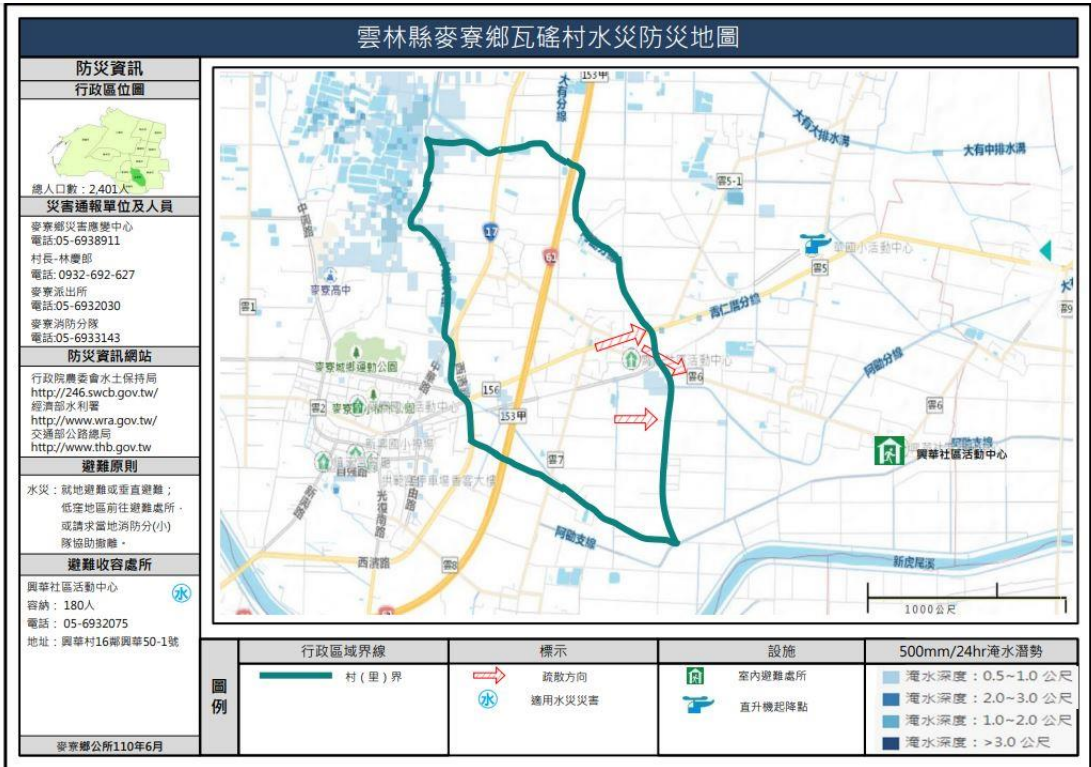 雲林縣麥寮鄉瓦磘村水災防災地圖
防災資訊
行政區位圖
總人口數：2,401人
災害通報單位及人員
麥寮鄉災害應變中心
電話:05-6938911
村長-林慶郎
電話: 0932-692-627
麥寮派出所
電話:05-6932030
麥寮消防分隊
電話:05-6933143
防災資訊網站
行政院農委會水土保持局
http://246.swcb.gov.tw/
經濟部水利署
http://www.wra.gov.tw/
交通部公路總局
http://www.thb.gov.tw
避難原則
水災：就地避難或垂直避難；
低窪地區前往避難處所，
或請求當地消防分(小)
隊協助撤離。
避難收容處所
興華社區活動中心
水
容納： 180人
電話： 05-6932075
地址：興華村16鄰興華50-1號
麥寮鄉公所110年6月
153甲
大有分線
大有大排水溝
大有中排水溝
雲5-1
17
61
雲5
雲1
麥寮高中
青仁厝分線
雲9
麥寮城鄉運動公園
中興路
西濱路
156
153甲
雲2
雲6
雲6
雲7
雲8
阿勸分線
阿勸支線
阿勸支線
興華社區活動中心
光復南路
西濱路
新虎尾溪
1000公尺
圖例
行政區域界線
村（里）界
標示
疏散方向
水
適用水災災害
設施
室內避難處所
直升機起降點
500mm/24hr淹水潛勢
淹水深度：0.5~1.0 公尺
淹水深度：2.0~3.0 公尺
淹水深度：1.0~2.0 公尺
淹水深度：>3.0 公尺